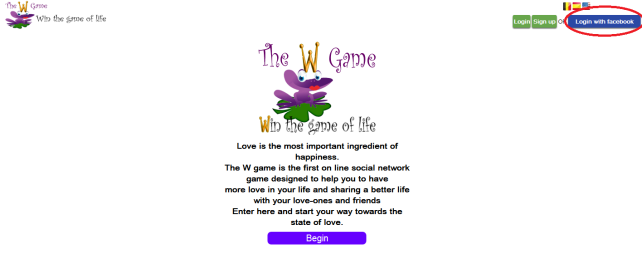 The W Game
Win the game of life
Login Sign up or Login with facebook
The W Game
Win the game of life
Love is the most important ingredient of
happiness.
The W game is the first on line social network
game designed to help you to have
more love in your life and sharing a better life
with your love-ones and friends
Enter here and start your way towards the
state of love.
Begin